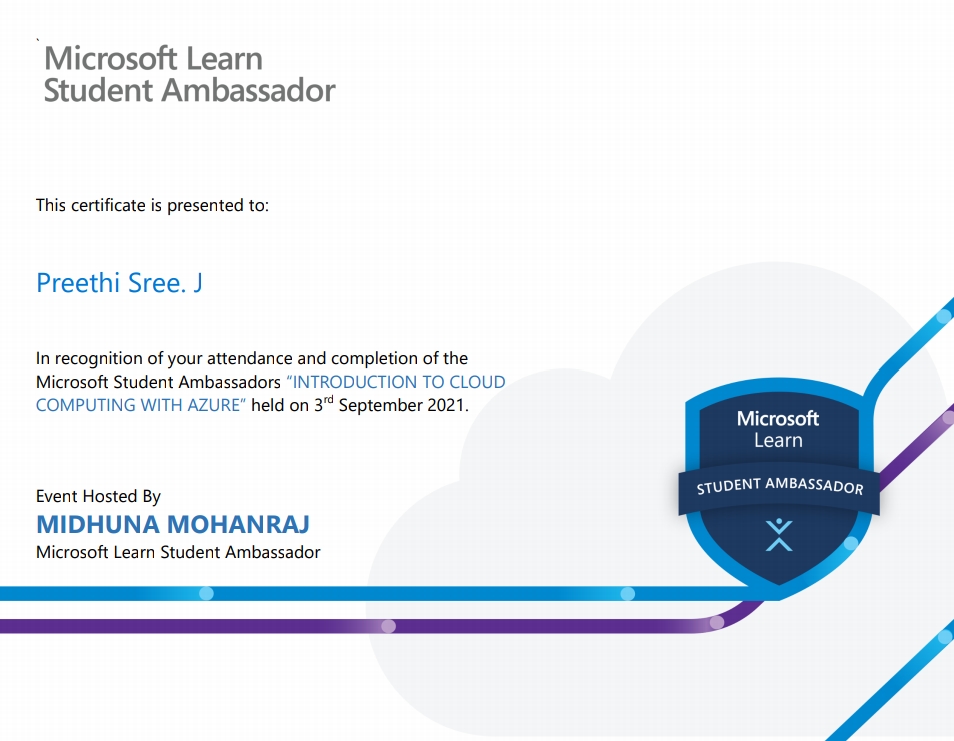 Microsoft Learn
Student Ambassador
This certificate is presented to:
Preethi Sree. J
In recognition of your attendance and completion of the
Microsoft Student Ambassadors “INTRODUCTION TO CLOUD
COMPUTING WITH AZURE” held on 3rd September 2021.
Event Hosted By
MIDHUNA MOHANRAJ
Microsoft Learn Student Ambassador
Microsoft
Learn
STUDENT AMBASSADOR